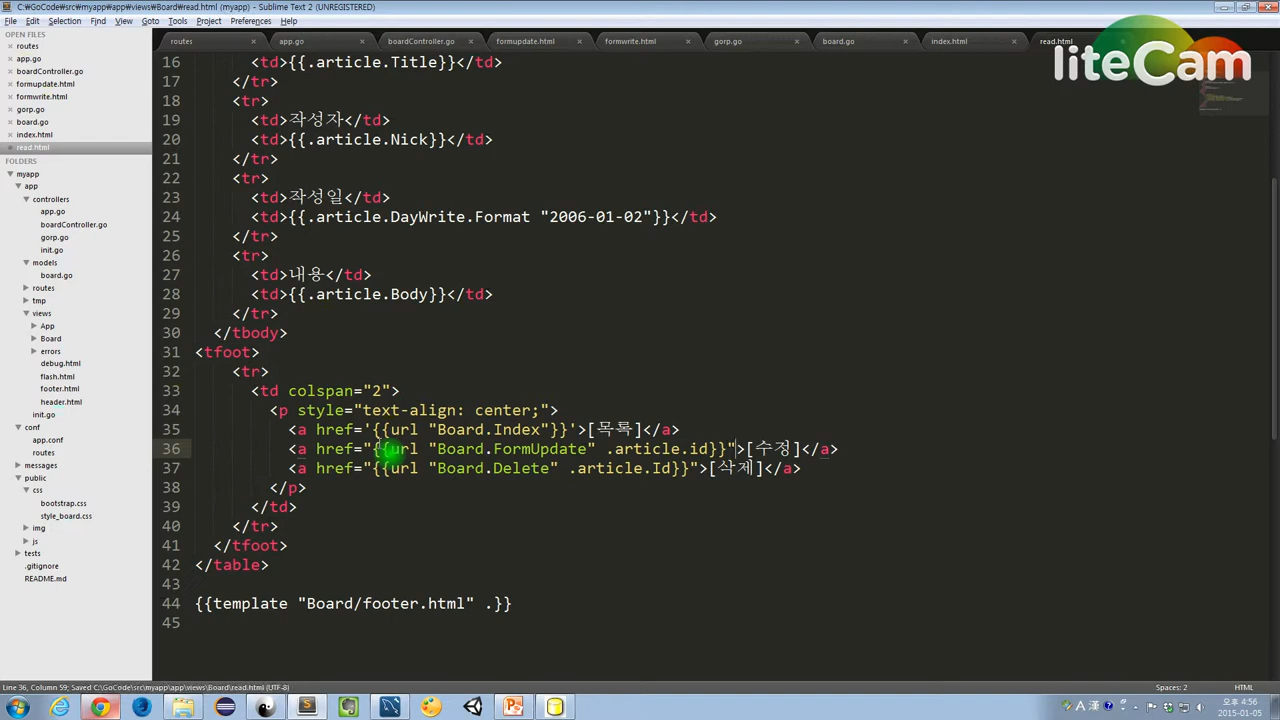 C:₩GoCode₩src₩myapp₩app₩views₩Board₩read.html (myapp) - Sublime Text 2 (UNREGISTERED)
File Edit Selection Find View Goto Tools Project Preferences Help
OPEN FILES
routes
app.go
boardController.go
formupdate.html
formwrite.html
gorp.go
board.go
index.html
read.html
FOLDERS
myapp
app
controllers
app.go
boardController.go
gorp.go
init.go
models
board.go
routes
tmp
views
App
Board
errors
debug.html
flash.html
footer.html
header.html
init.go
conf
app.conf
routes
messages
public
css
bootstrap.css
style_board.css
img
js
tests
.gitignore
README.md
routes app.go boardController.go formupdate.html formwrite.html gorp.go board.go index.html read.html
liteCam
16 <td>{{.article.Title}}</td>
17 </tr>
18 <tr>
19 <td>작성자</td>
20 <td>{{.article.Nick}}</td>
21 </tr>
22 <tr>
23 <td>작성일</td>
24 <td>{{.article.DayWrite.Format "2006-01-02"}}</td>
25 </tr>
26 <tr>
27 <td>내용</td>
28 <td>{{.article.Body}}</td>
29 </tr>
30 </tbody>
31 <tfoot>
32 <tr>
33 <td colspan="2">
34 <p style="text-align: center;">
35 <a href='{{url "Board.Index"}}'>[목록]</a>
36 <a href="{{url "Board.FormUpdate" .article.id}}">[수정]</a>
37 <a href="{{url "Board.Delete" .article.Id}}">[삭제]</a>
38 </p>
39 </td>
40 </tr>
41 </tfoot>
42 </table>
43
44 {{template "Board/footer.html" .}}
45
Line 36, Column 59; Saved C:₩GoCode₩src₩myapp₩app₩views₩Board₩read.html (UTF-8)
Spaces: 2
HTML
A 漢
오후 4:56
2015-01-05